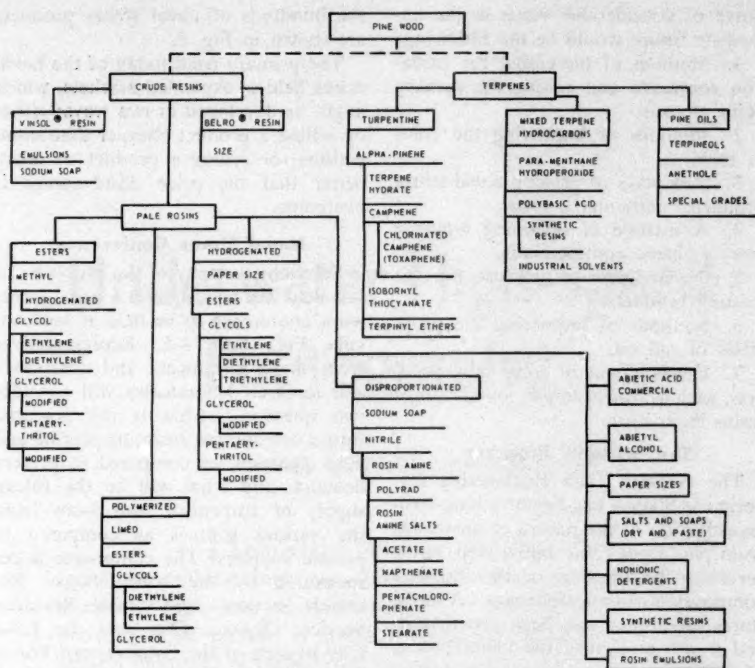 PINE WOOD
CRUDE RESINS
TERPENES
VINSOL ®
EMULSIONS
SODIUM SOAP
BELRO ® RESIN
SIZE
TURPENTINE
ALPHA-PINENE
TERPENE
HYDRATE
CAMPHENE
CHLORINATED
CAMPHENE
(TOXAPHENE)
ISOBORNYL
THIOCYANATE
TERPINYL ETHERS
MIXED TERPENE
HYDROCARBONS
PARA-MENTHANE
HYDROPEROXIDE
POLYBASIC ACID
SYNTHETIC
RESINS
INDUSTRIAL SOLVENTS
PINE OILS
TERPINEOLS
ANETHOLE
SPECIAL GRADES
PALE ROSINS
ESTERS
METHYL
HYDROGENATED
GLYCOL
ETHYLENE
DIETHYLENE
GLYCEROL
MODIFIED
PENTAERY-
THRITOL
MODIFIED
HYDROGENATED
PAPER SIZE
ESTERS
GLYCOLS
ETHYLENE
DIETHYLENE
TRIETHYLENE
GLYCEROL
MODIFIED
PENTAERY-
THRITOL
MODIFIED
POLYMERIZED
LIMED
ESTERS
GLYCOLS
DIETHYLENE
ETHYLENE
GLYCEROL
DISPROPORTIONATED
SODIUM SOAP
NITRILE
ROSIN AMINE
POLYRAD
ROSIN
AMINE SALTS
ACETATE
NAPTHENATE
PENTACHLORO-
PHENATE
STEARATE
ABIETIC ACID
COMMERCIAL
ABIETYL
ALCOHOL
PAPER SIZES
SALTS AND SOAPS
(DRY AND PASTE)
NONIONIC
DETERGENTS
SYNTHETIC RESINS
ROSIN EMULSIONS